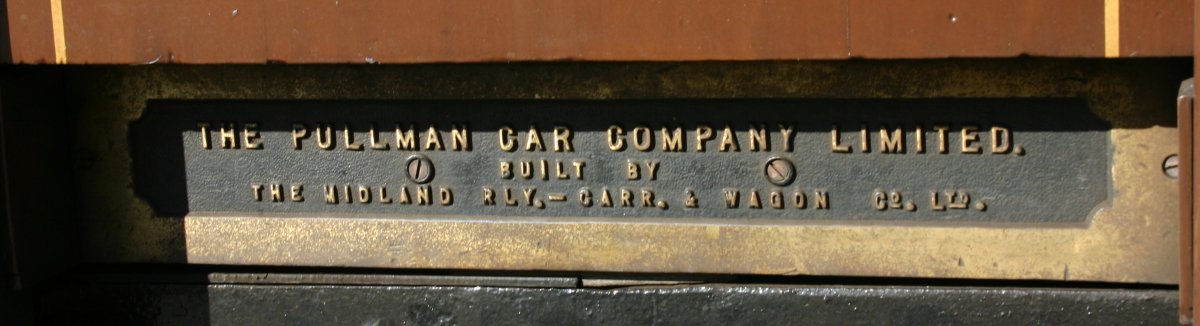 THE PULLMAN CAR COMPANY LIMITED.
BUILT BY
THE MIDLAND RLY.-CARR. & WAGON Co. LTD.